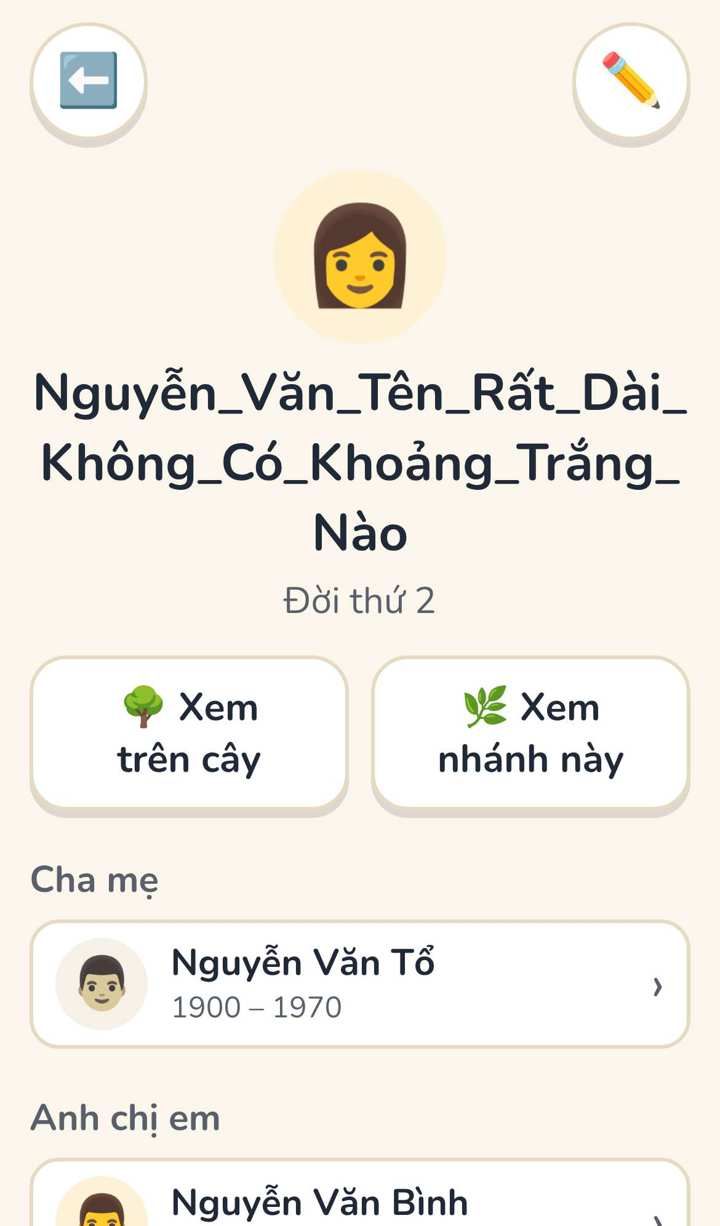 Nguyễn_Văn_Tên_Rất_Dài_
Không_Có_Khoảng_Trắng_
Nào
Đời thứ 2
Xem
trên cây
Xem
nhánh này
Cha mẹ
Nguyễn Văn Tổ
1900 – 1970
Anh chị em
Nguyễn Văn Bình